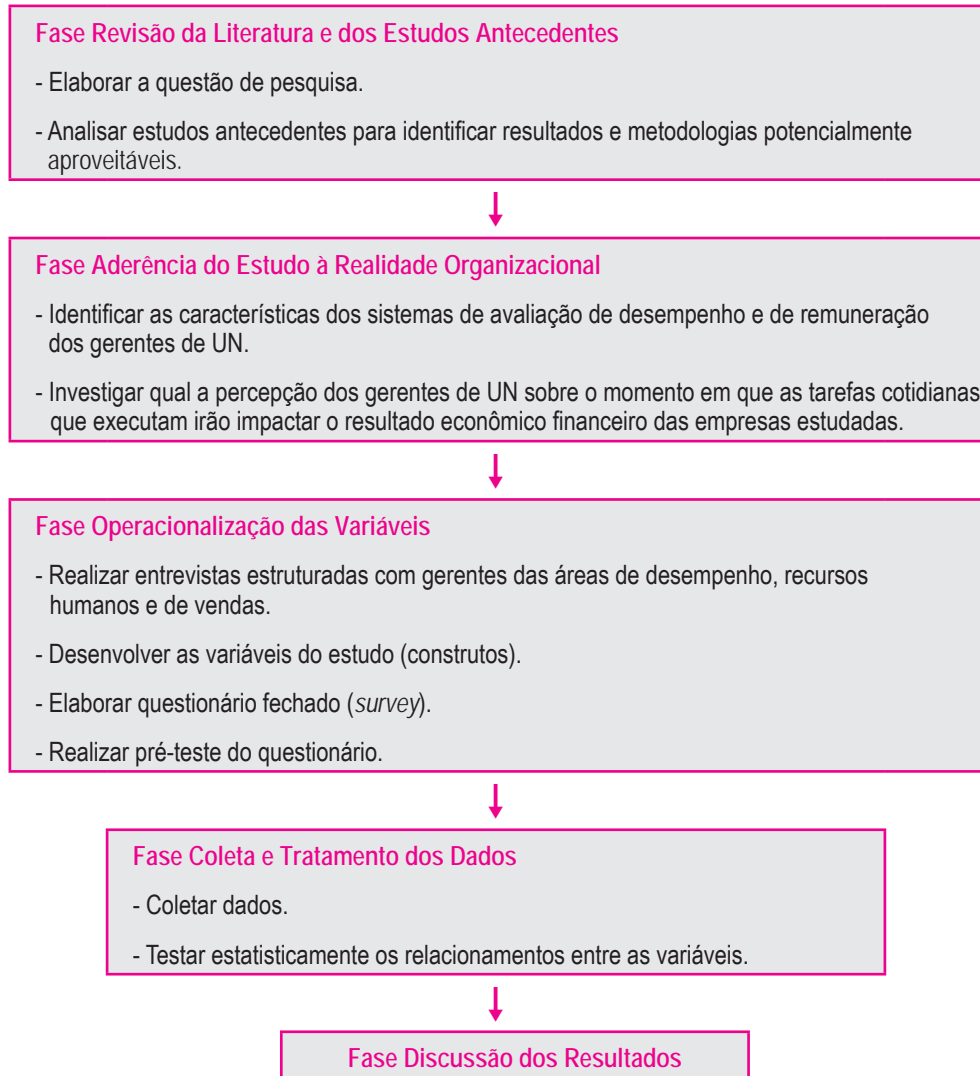 Fase Revisão da Literatura e dos Estudos Antecedentes
- Elaborar a questão de pesquisa.
- Analisar estudos antecedentes para identificar resultados e metodologias potencialmente
aproveitáveis.
Fase Aderência do Estudo à Realidade Organizacional
- Identificar as características dos sistemas de avaliação de desempenho e de remuneração
dos gerentes de UN.
- Investigar qual a percepção dos gerentes de UN sobre o momento em que as tarefas cotidianas
que executam irão impactar o resultado econômico financeiro das empresas estudadas.
Fase Operacionalização das Variáveis
- Realizar entrevistas estruturadas com gerentes das áreas de desempenho, recursos
humanos e de vendas.
- Desenvolver as variáveis do estudo (construtos).
- Elaborar questionário fechado (survey).
- Realizar pré-teste do questionário.
Fase Coleta e Tratamento dos Dados
- Coletar dados.
- Testar estatisticamente os relacionamentos entre as variáveis.
Fase Discussão dos Resultados